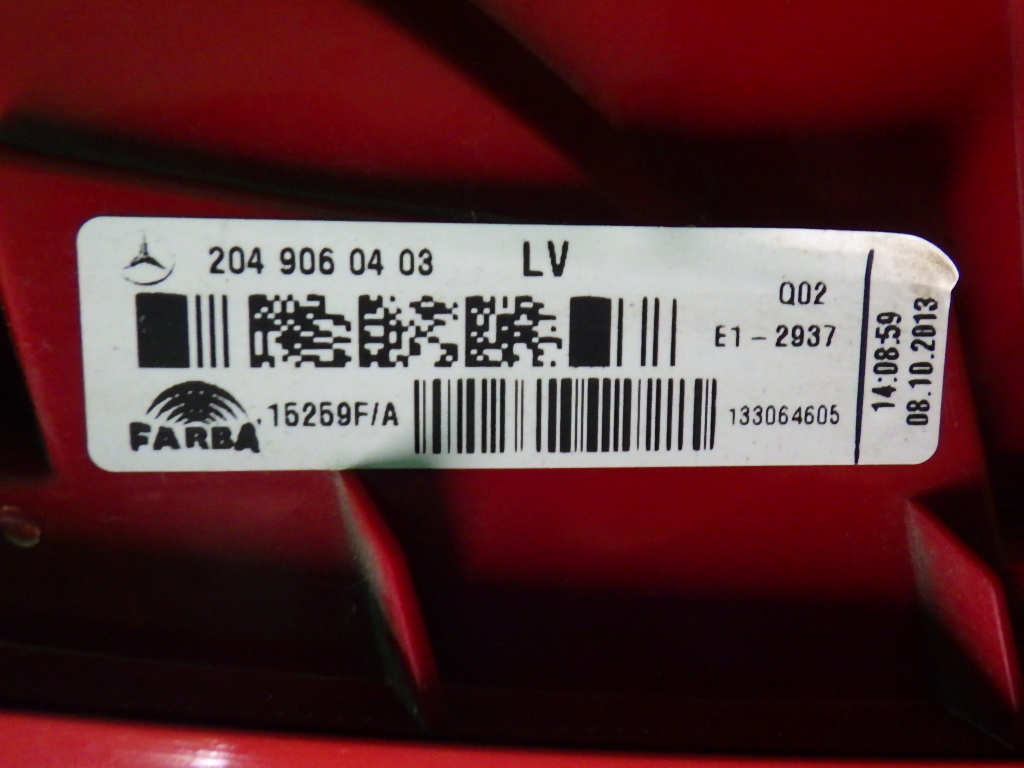 204 906 04 03
LV
Q02
E1-2937
FARBA
15259F/A
133064605
14:08:59
08.10.2013